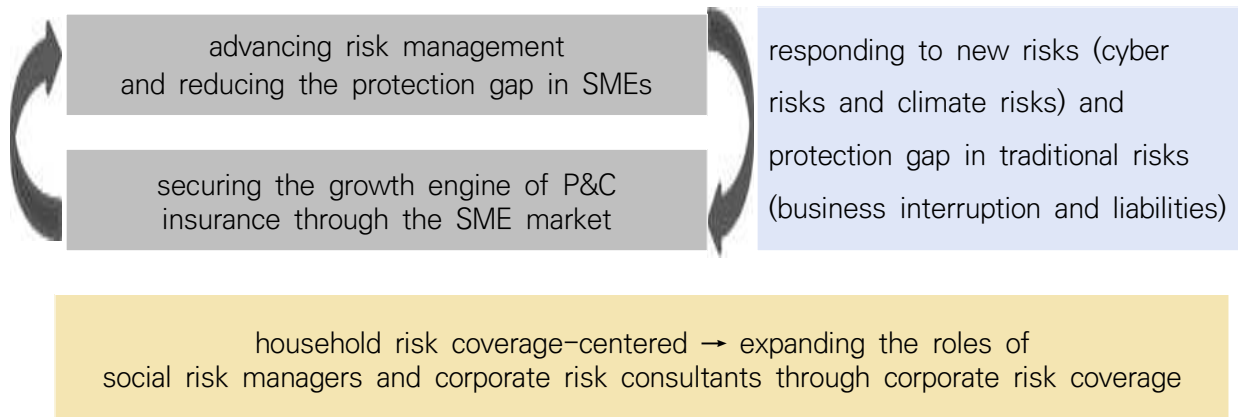 advancing risk management
and reducing the protection gap in SMEs
securing the growth engine of P&C
insurance through the SME market
responding to new risks (cyber
risks and climate risks) and
protection gap in traditional risks
(business interruption and liabilities)
household risk coverage-centered → expanding the roles of
social risk managers and corporate risk consultants through corporate risk coverage